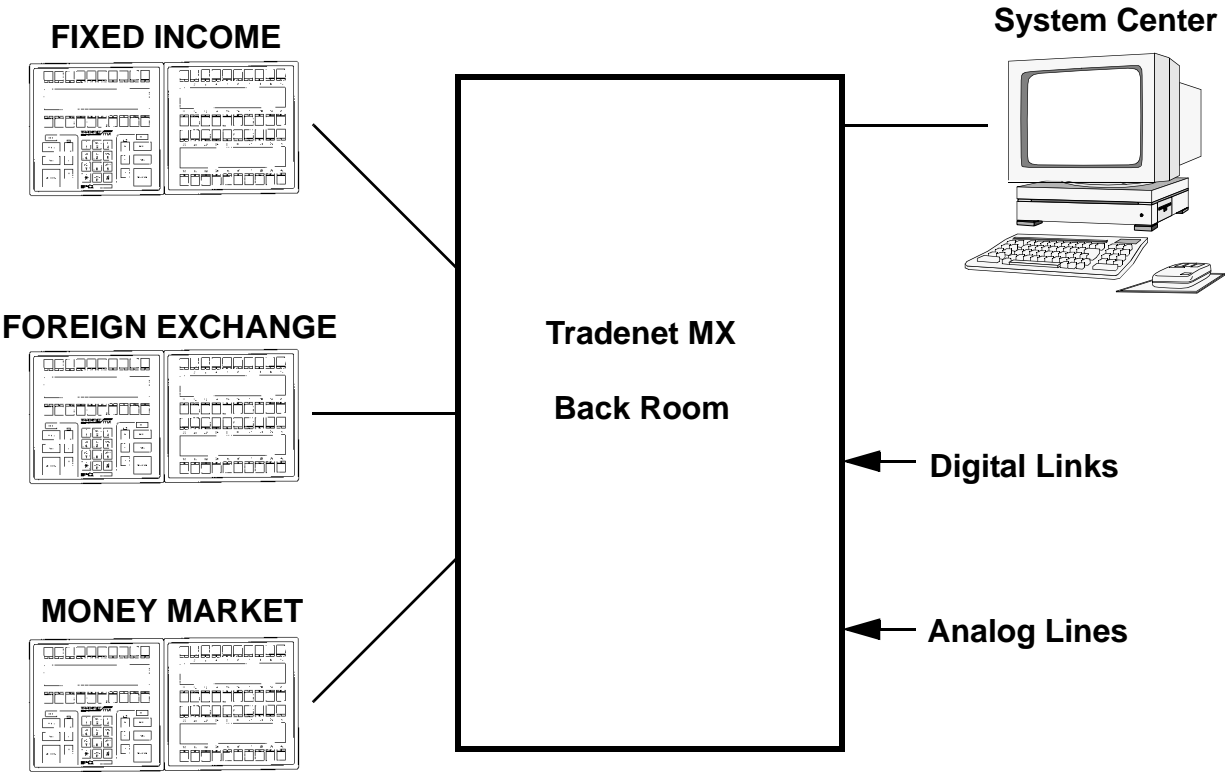 System Center
FIXED INCOME
FOREIGN EXCHANGE
Tradenet MX
Back Room
Digital Links
MONEY MARKET
Analog Lines